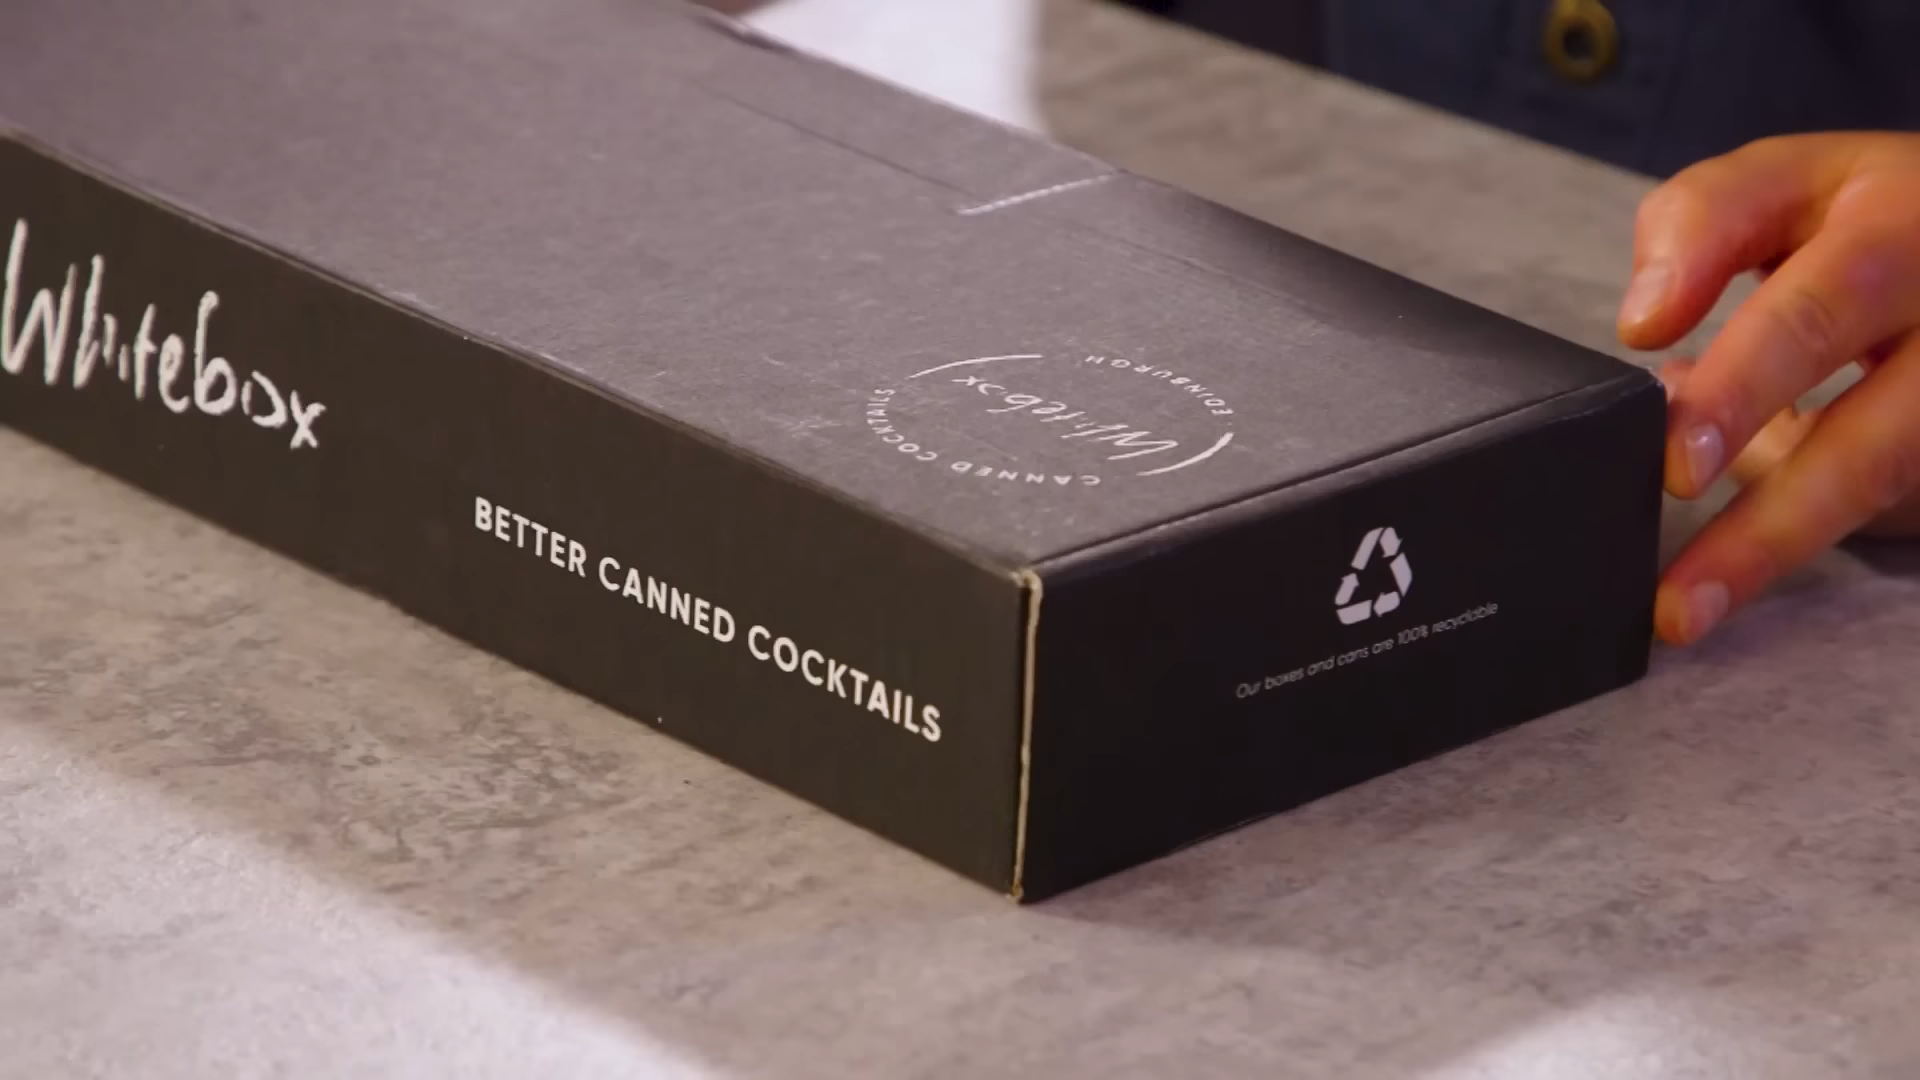 Whitebox
BETTER CANNED COCKTAILS
EDINBURGH
Whitebox
CANNED COCKTAILS
Our boxes and cans are 100% recyclable